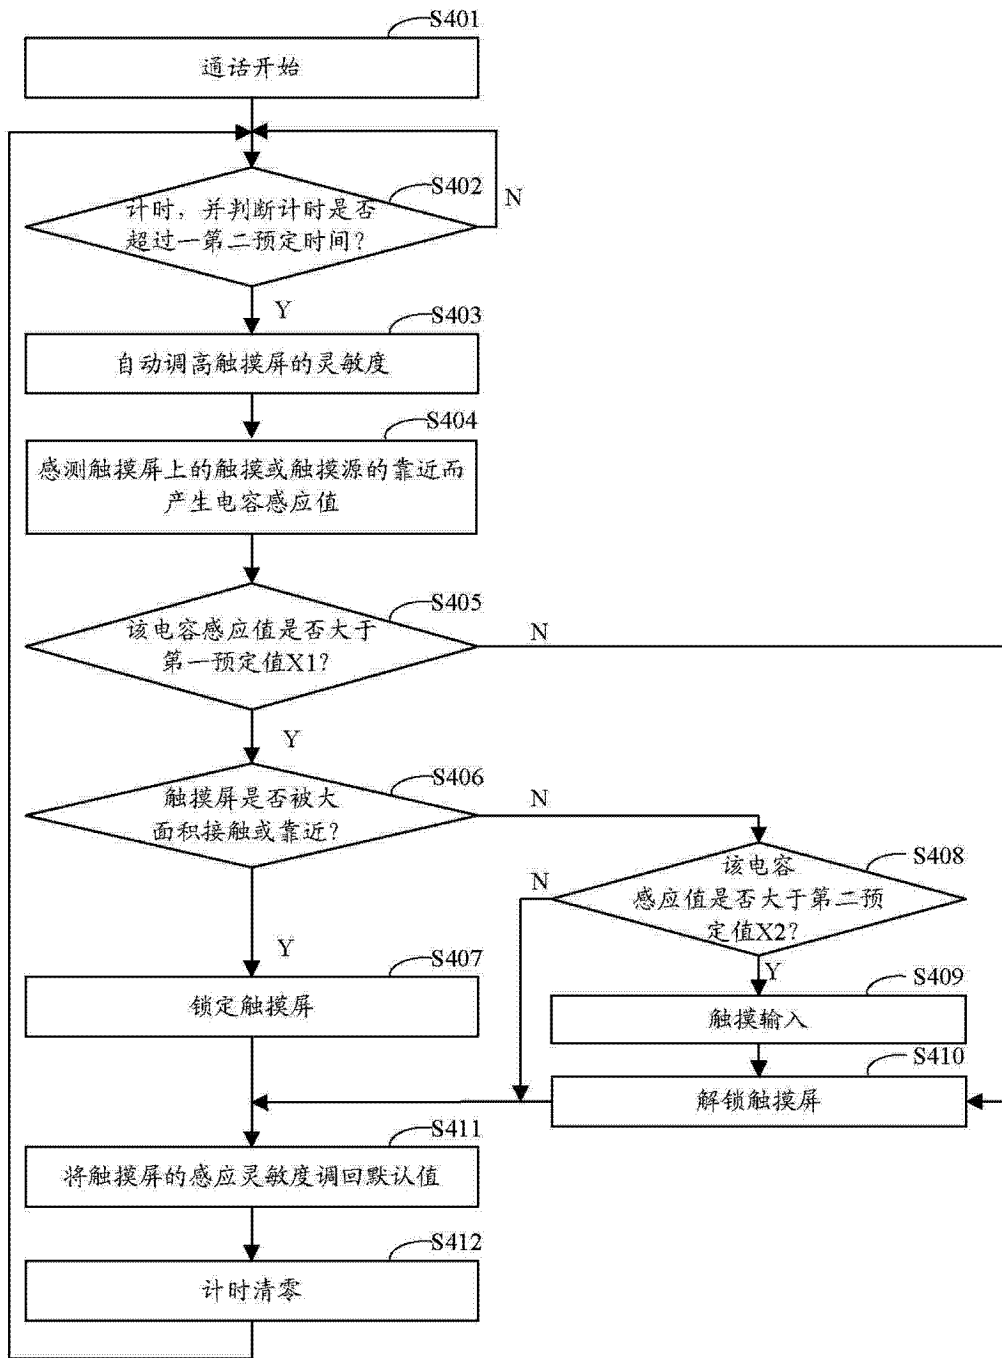 S401
通话开始
S402
计时，并判断计时是否
超过一第二预定时间？
N
Y
S403
自动调高触摸屏的灵敏度
S404
感测触摸屏上的触摸或触摸源的靠近而
产生电容感应值
S405
该电容感应值是否大于
第一预定值X1？
N
Y
S406
触摸屏是否被大
面积接触或靠近？
N
Y
S408
该电容
感应值是否大于第二预
定值X2？
N
Y
S407
锁定触摸屏
S409
触摸输入
S410
解锁触摸屏
S411
将触摸屏的感应灵敏度调回默认值
S412
计时清零